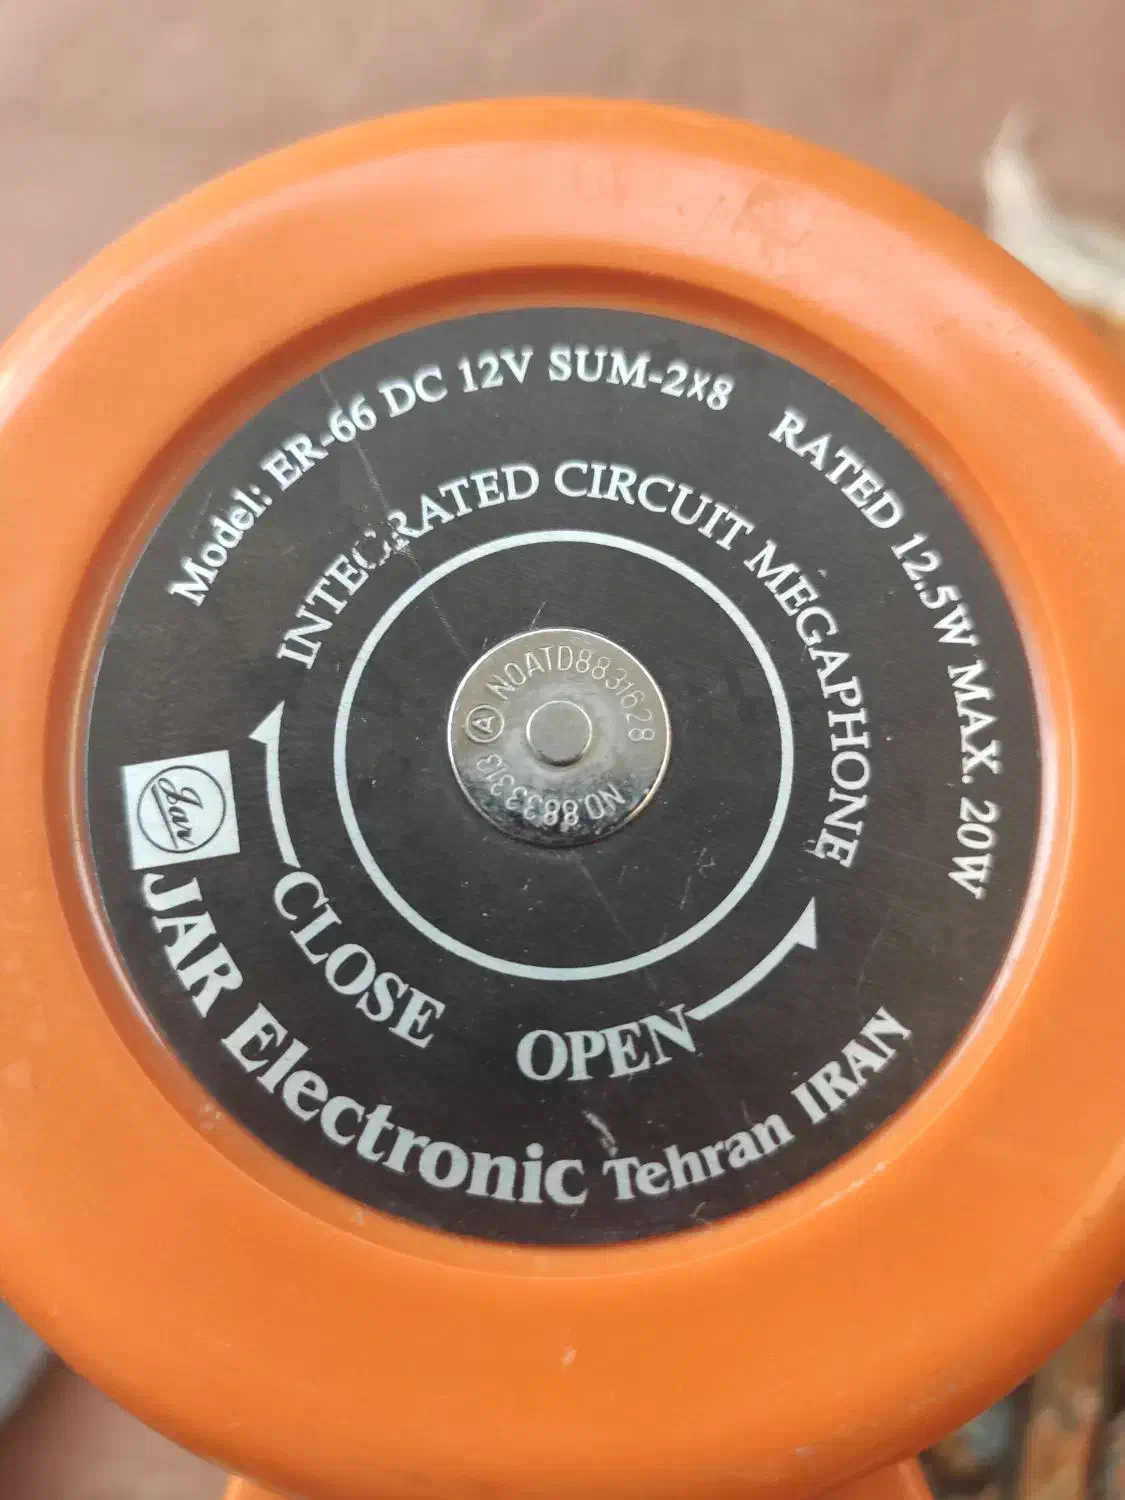 Model: ER-66 DC 12V SUM-2x8 RATED 12.5W MAX. 20W
INTEGRATED CIRCUIT MEGAPHONE
NOATD8831628
NO.8833313 A
CLOSE
OPEN
Jar
JAR Electronic Tehran IRAN